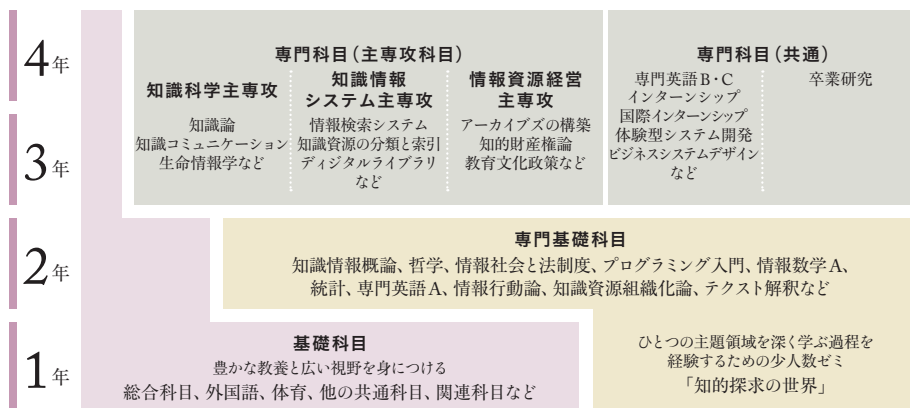 4年
専門科目（主専攻科目）
知識科学主専攻
知識論
知識コミュニケーション
生命情報学など
知識情報
システム主専攻
情報検索システム
知識資源の分類と索引
ディジタルライブラリ
など
情報資源経営
主専攻
アーカイブズの構築
知的財産権論
教育文化政策など
専門科目（共通）
専門英語B・C
インターンシップ
国際インターンシップ
体験型システム開発
ビジネスシステムデザイン
など
卒業研究
3年
2年
専門基礎科目
知識情報概論、哲学、情報社会と法制度、プログラミング入門、情報数学A、
統計、専門英語A、情報行動論、知識資源組織化論、テクスト解釈など
1年
基礎科目
豊かな教養と広い視野を身につける
総合科目、外国語、体育、他の共通科目、関連科目など
ひとつの主題領域を深く学ぶ過程を
経験するための少人数ゼミ
「知的探求の世界」